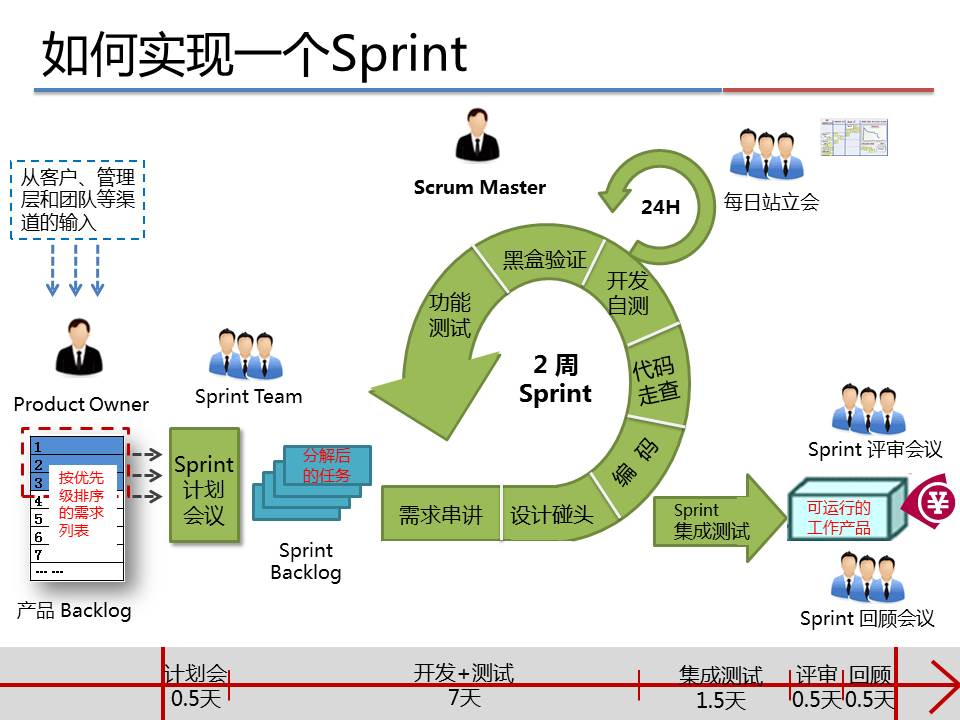 如何实现一个Sprint
从客户、管理
层和团队等渠
道的输入
Product Owner
1
2
3
4
5
6
7
... ...
按优先
级排序
的需求
列表
产品 Backlog
Sprint Team
Sprint
计划
会议
分解后
的任务
Sprint
Backlog
Scrum Master
24H
每日站立会
2 周
Sprint
需求串讲
设计碰头
编 码
代码
走查
开发
自测
黑盒验证
功能
测试
Sprint
集成测试
Sprint 评审会议
可运行的
工作产品
¥
Sprint 回顾会议
计划会
0.5天
开发+测试
7天
集成测试
1.5天
评审
0.5天
回顾
0.5天